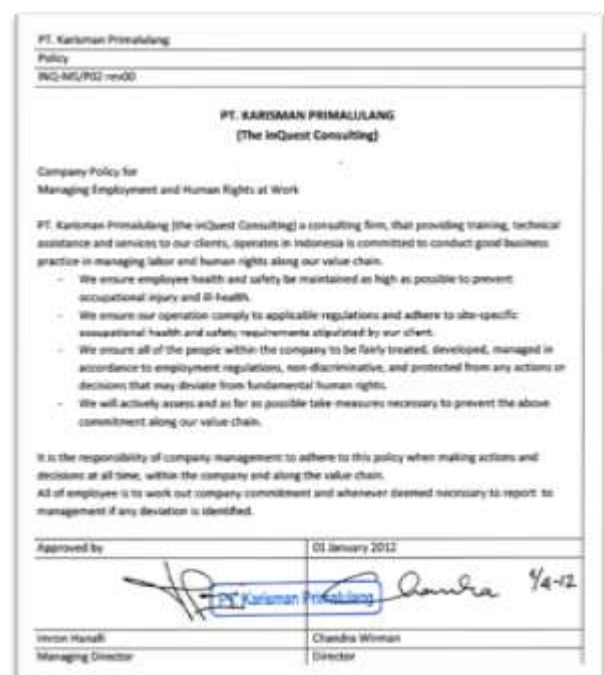 PT. Karisman Primalulang
Policy
INQ-MS/P02 rev00
PT. KARISMAN PRIMALULANG
(The inQuest Consulting)
Company Policy for
Managing Employment and Human Rights at Work
PT. Karisman Primalulang (the inQuest Consulting) a consulting firm, that providing training, technical
assistance and services to our clients, operates in Indonesia is committed to conduct good business
practice in managing labor and human rights along our value chain.
- We ensure employee health and safety be maintained as high as possible to prevent
occupational injury and ill-health.
- We ensure our operation comply to applicable regulations and adhere to site-specific
occupational health and safety requirements stipulated by our client.
- We ensure all of the people within the company to be fairly treated, developed, managed in
accordance to employment regulations, non-discriminative, and protected from any actions or
decisions that may deviate from fundamental human rights.
- We will actively assess and as far as possible take measures necessary to prevent the above
commitment along our value chain.
It is the responsibility of company management to adhere to this policy when making actions and
decisions at all time, within the company and along the value chain.
All of employee is to work out company commitment and whenever deemed necessary to report to
management if any deviation is identified.
Approved by 01 January 2012
PT. Karisman Primalulang Chandra
Imron Hanafi Chandra Wirman
Managing Director Director